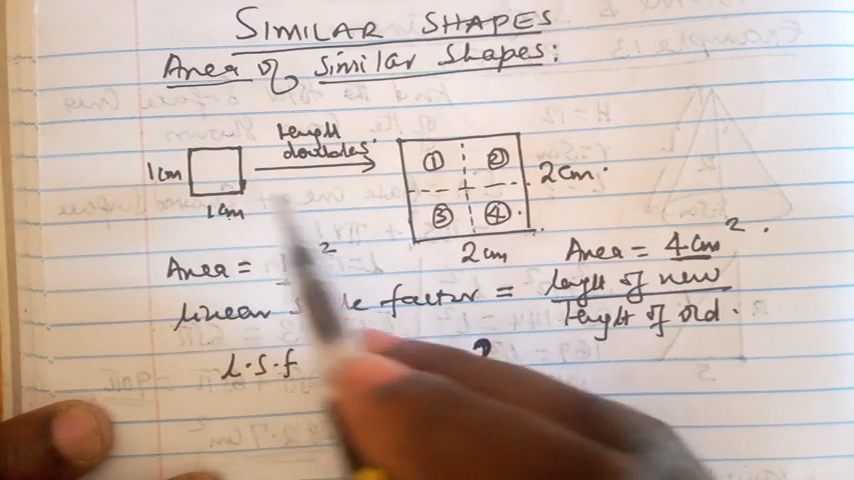 SIMILAR SHAPES
Area of Similar Shapes:
length
doubles.
1cm
1cm
① ②
③ ④
2cm.
2cm
Area = 2
Area = 4cm².
linear factor = length of new
length of old.
L.S.f